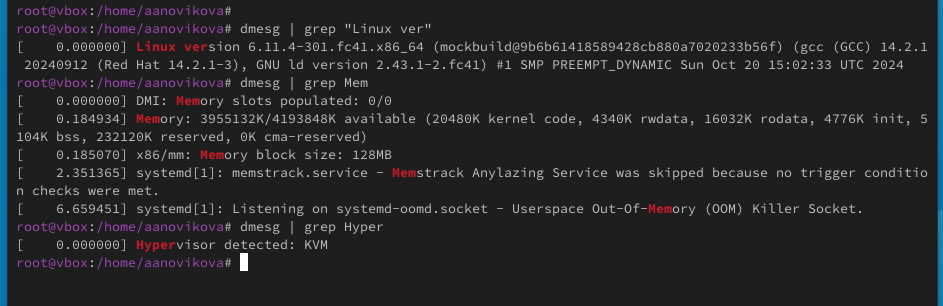 root@vbox:/home/aanovikova#
root@vbox:/home/aanovikova# dmesg | grep "Linux ver"
[    0.000000] Linux version 6.11.4-301.fc41.x86_64 (mockbuild@9b6b61418589428cb880a7020233b56f) (gcc (GCC) 14.2.1
 20240912 (Red Hat 14.2.1-3), GNU ld version 2.43.1-2.fc41) #1 SMP PREEMPT_DYNAMIC Sun Oct 20 15:02:33 UTC 2024
root@vbox:/home/aanovikova# dmesg | grep Mem
[    0.000000] DMI: Memory slots populated: 0/0
[    0.184934] Memory: 3955132K/4193848K available (20480K kernel code, 4340K rwdata, 16032K rodata, 4776K init, 5
104K bss, 232120K reserved, 0K cma-reserved)
[    0.185070] x86/mm: Memory block size: 128MB
[    2.351365] systemd[1]: memstrack.service - Memstrack Anylazing Service was skipped because no trigger conditio
n checks were met.
[    6.659451] systemd[1]: Listening on systemd-oomd.socket - Userspace Out-Of-Memory (OOM) Killer Socket.
root@vbox:/home/aanovikova# dmesg | grep Hyper
[    0.000000] Hypervisor detected: KVM
root@vbox:/home/aanovikova#